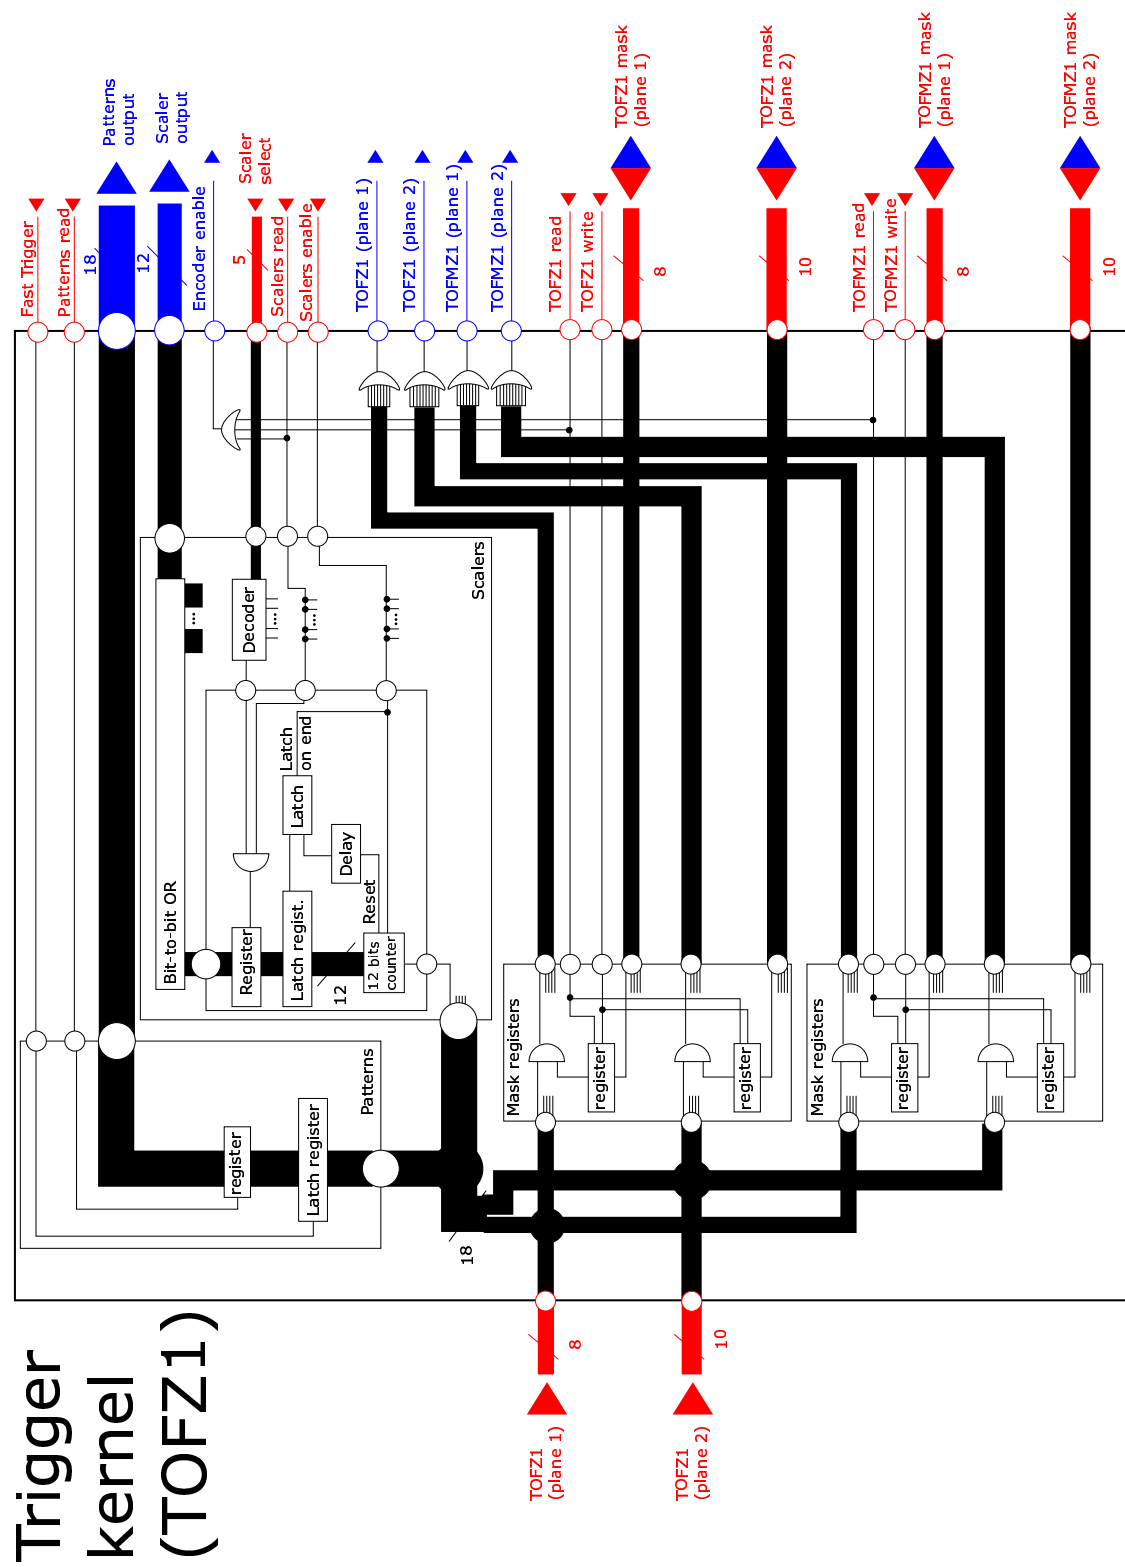 Trigger
kernel
(TOFZ1)
Fast Trigger
Patterns read
18
Patterns
output
12
Scaler
output
Encoder enable
5
Scaler
select
Scalers read
Scalers enable
TOFZ1 (plane 1)
TOFZ1 (plane 2)
TOFMZ1 (plane 1)
TOFMZ1 (plane 2)
TOFZ1 read
TOFZ1 write
8
TOFZ1 mask
(plane 1)
10
TOFZ1 mask
(plane 2)
TOFMZ1 read
TOFMZ1 write
8
TOFMZ1 mask
(plane 1)
10
TOFMZ1 mask
(plane 2)
Scalers
Bit-to-bit OR
...
Decoder
...
...
...
Latch
on end
Latch
Delay
Reset
Register
Latch regist.
12
12 bits
counter
Patterns
register
Latch register
18
Mask registers
register
register
Mask registers
register
register
8
TOFZ1
(plane 1)
10
TOFZ1
(plane 2)